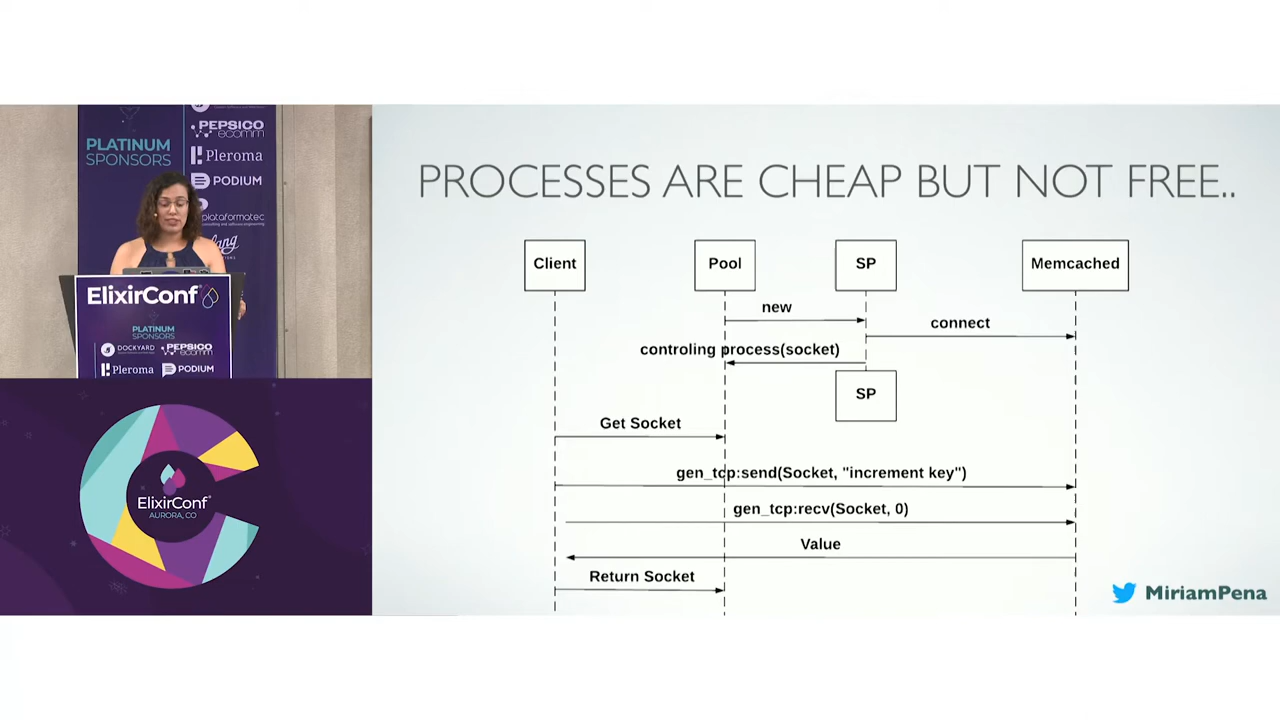 PLATINUM
SPONSORS
PEPSICO
ecomm
Pleroma
PODIUM
plataformatec
ElixirConf
PLATINUM
SPONSORS
DOCKYARD
PEPSICO
ecomm
Pleroma
PODIUM
ElixirConf
AURORA, CO
PROCESSES ARE CHEAP BUT NOT FREE..
Client
Pool
SP
Memcached
new
connect
controling process(socket)
SP
Get Socket
gen_tcp:send(Socket, "increment key")
gen_tcp:recv(Socket, 0)
Value
Return Socket
MiriamPena